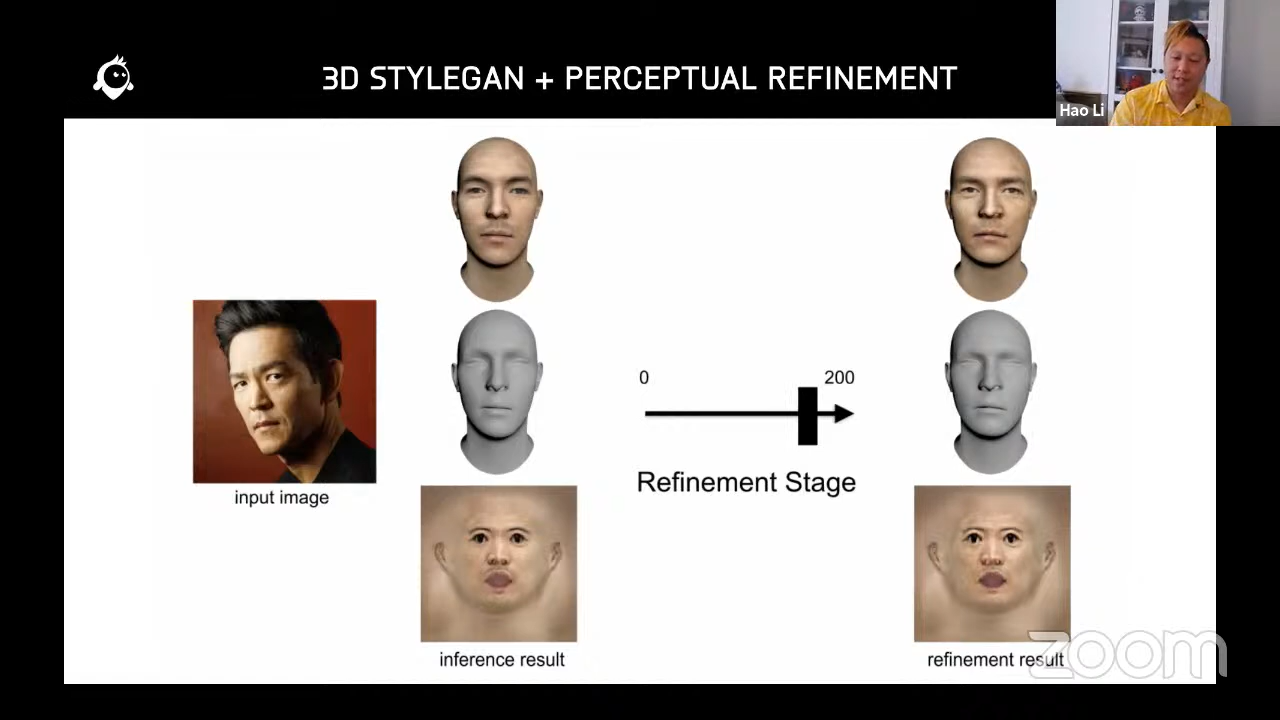 3D STYLEGAN + PERCEPTUAL REFINEMENT
Hao Li
0
200
Refinement Stage
input image
inference result
refinement result
zoom